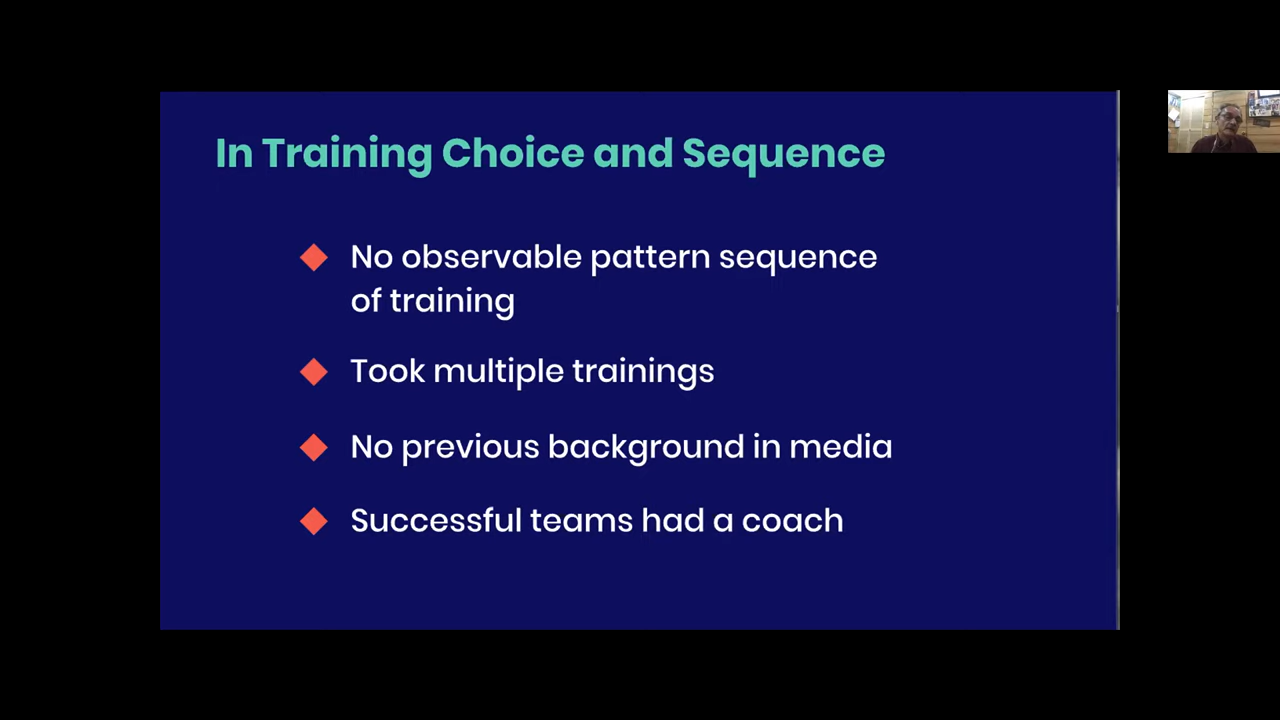 In Training Choice and Sequence
No observable pattern sequence
of training
Took multiple trainings
No previous background in media
Successful teams had a coach